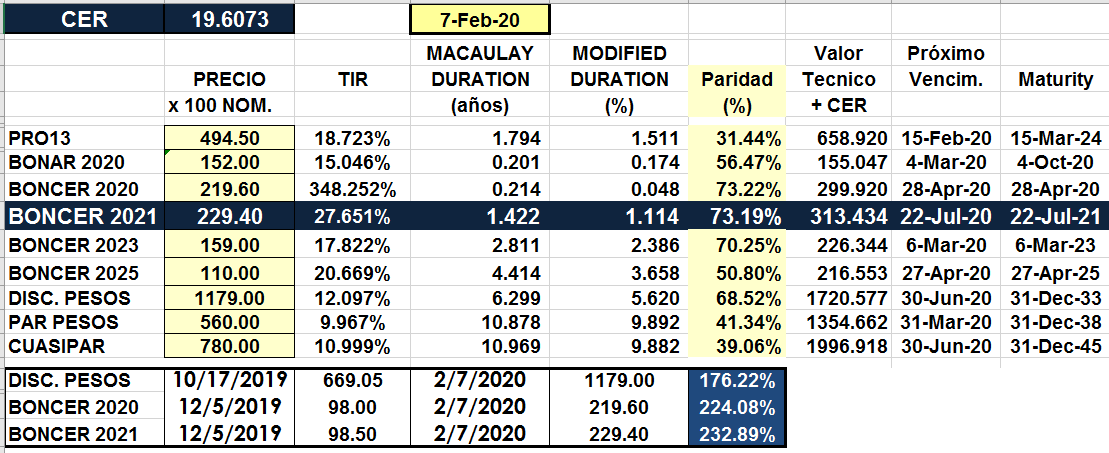 CER 19.6073 7-Feb-20
MACAULAY MODIFIED Valor Próximo
PRECIO TIR DURATION DURATION Paridad Tecnico Vencim. Maturity
x 100 NOM. (años) (%) (%) + CER
PRO13 494.50 18.723% 1.794 1.511 31.44% 658.920 15-Feb-20 15-Mar-24
BONAR 2020 152.00 15.046% 0.201 0.174 56.47% 155.047 4-Mar-20 4-Oct-20
BONCER 2020 219.60 348.252% 0.214 0.048 73.22% 299.920 28-Apr-20 28-Apr-20
BONCER 2021 229.40 27.651% 1.422 1.114 73.19% 313.434 22-Jul-20 22-Jul-21
BONCER 2023 159.00 17.822% 2.811 2.386 70.25% 226.344 6-Mar-20 6-Mar-23
BONCER 2025 110.00 20.669% 4.414 3.658 50.80% 216.553 27-Apr-20 27-Apr-25
DISC. PESOS 1179.00 12.097% 6.299 5.620 68.52% 1720.577 30-Jun-20 31-Dec-33
PAR PESOS 560.00 9.967% 10.878 9.892 41.34% 1354.662 31-Mar-20 31-Dec-38
CUASIPAR 780.00 10.999% 10.969 9.882 39.06% 1996.918 30-Jun-20 31-Dec-45
DISC. PESOS 10/17/2019 669.05 2/7/2020 1179.00 176.22%
BONCER 2020 12/5/2019 98.00 2/7/2020 219.60 224.08%
BONCER 2021 12/5/2019 98.50 2/7/2020 229.40 232.89%